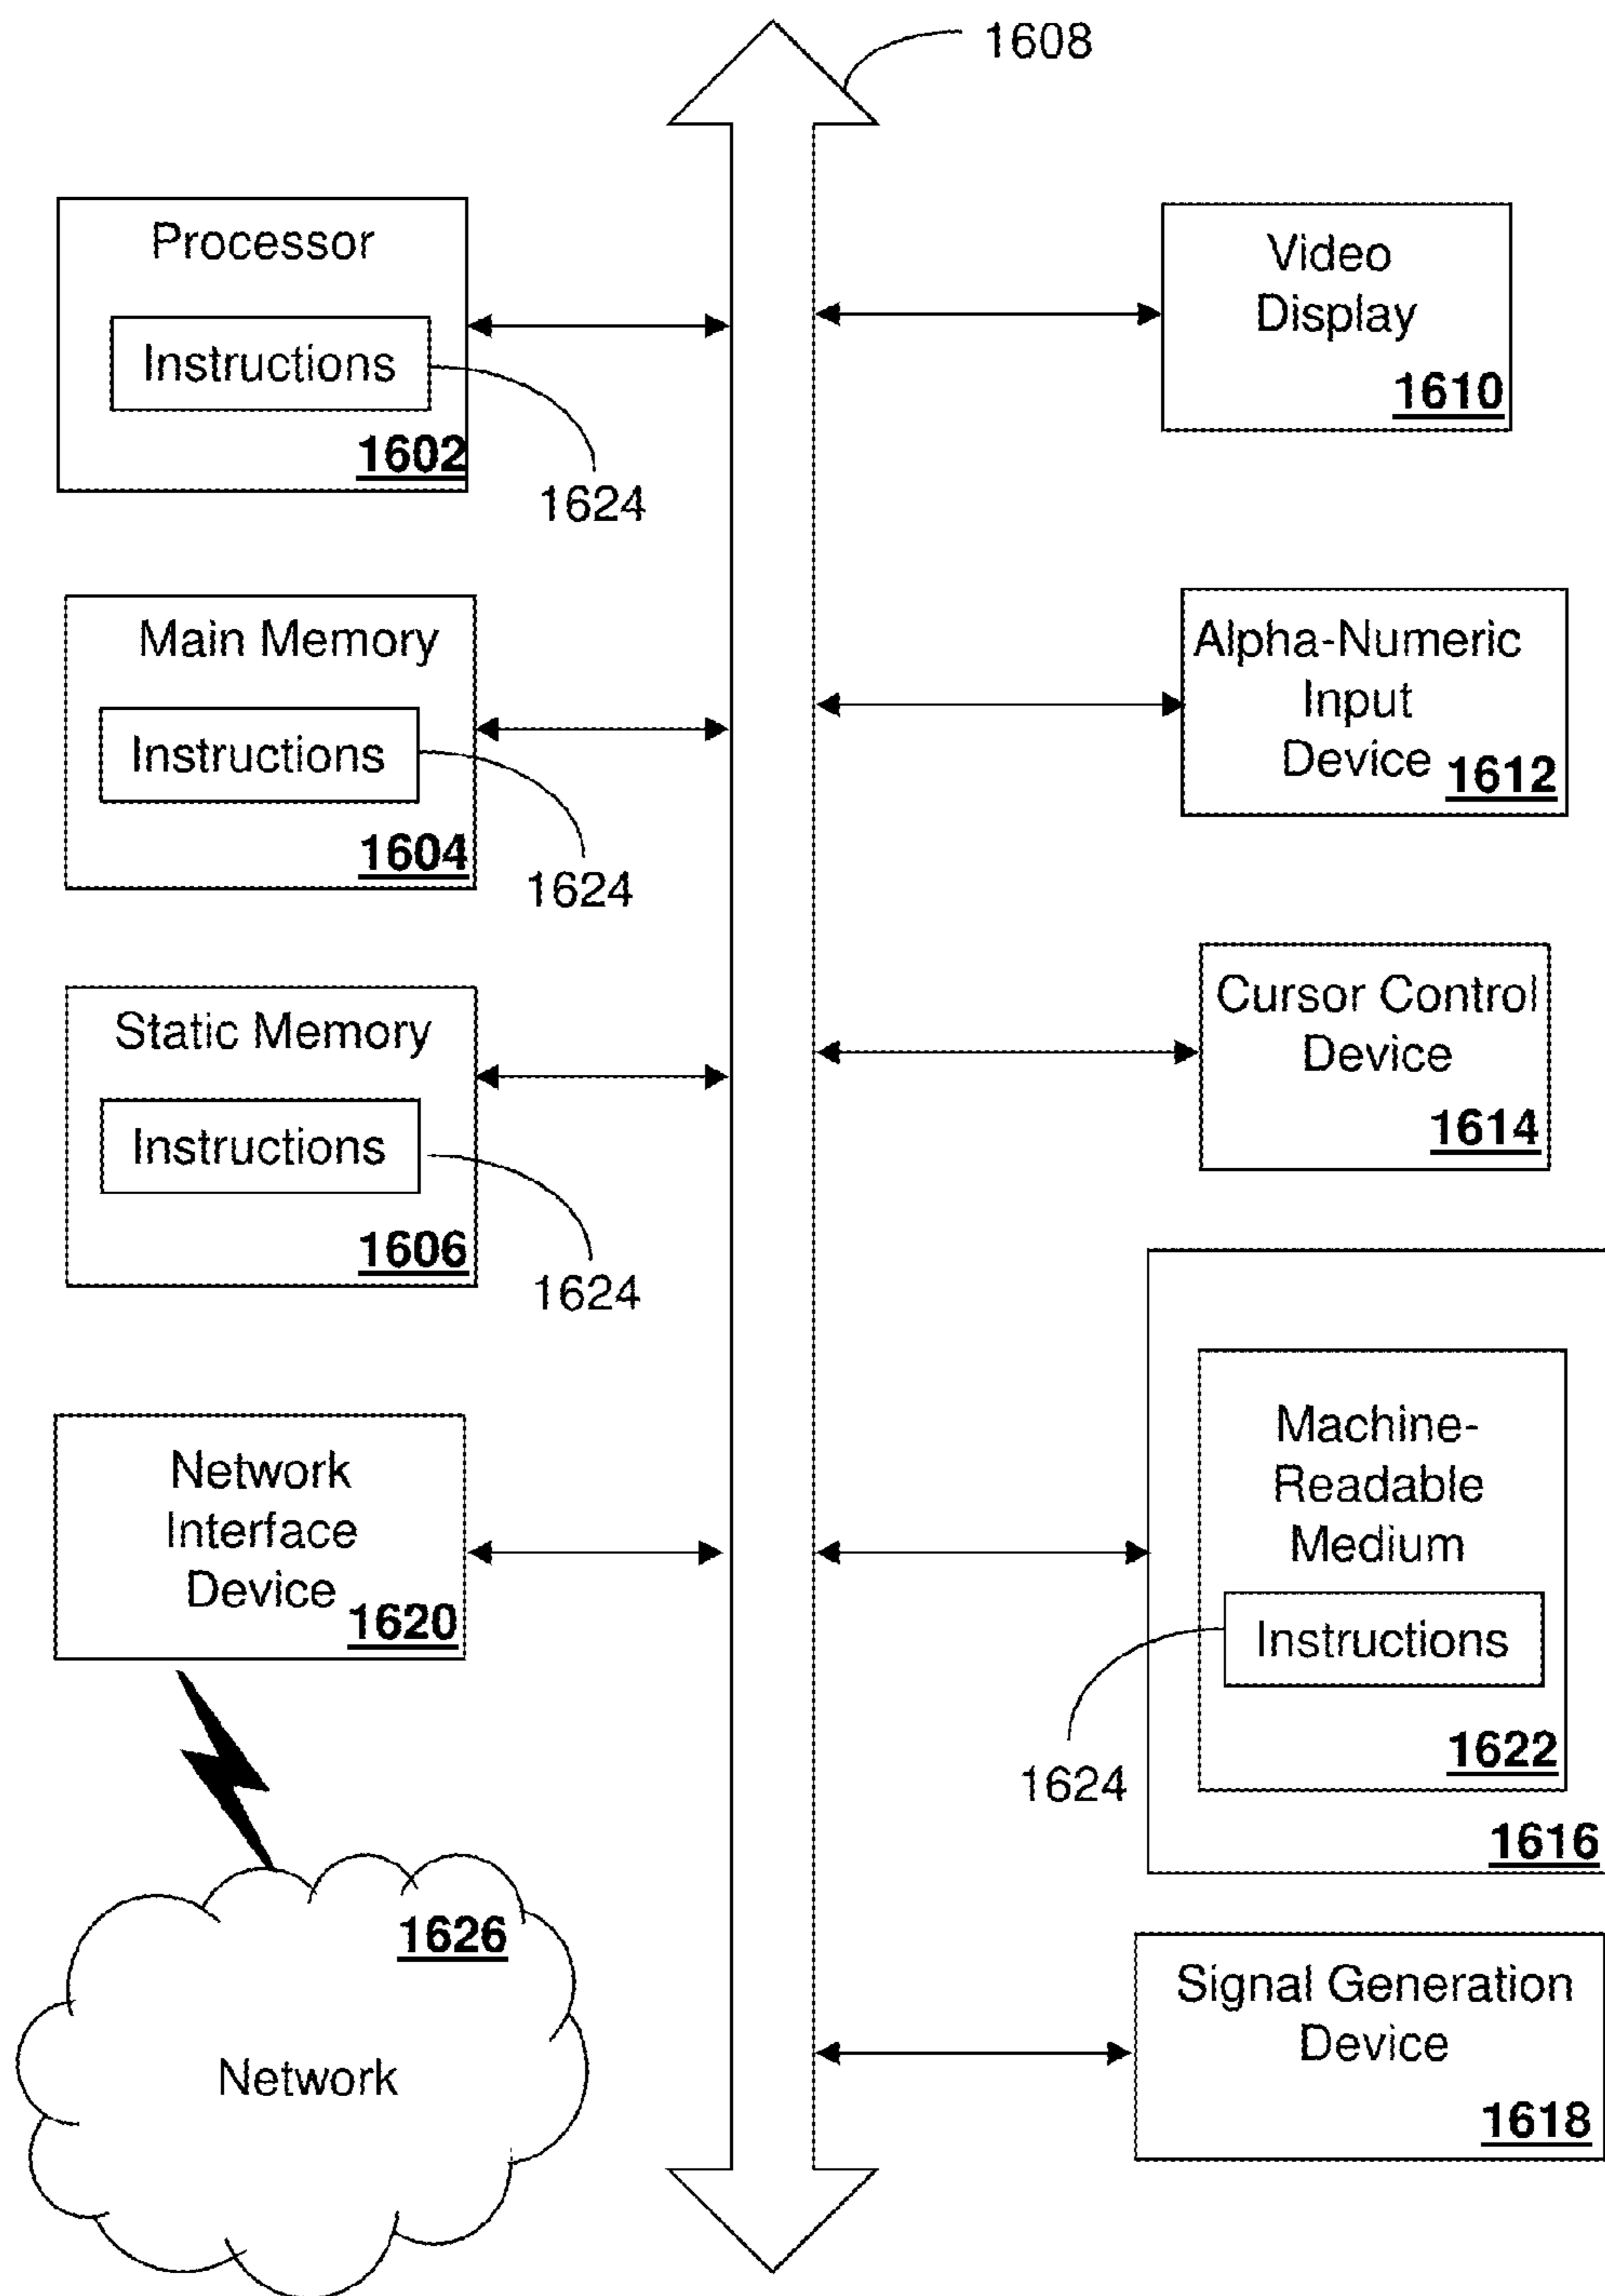 1608
Processor
Instructions
1602
1624
Main Memory
Instructions
1604
1624
Static Memory
Instructions
1606
1624
Network
Interface
Device
1620
1626
Network
Video
Display
1610
Alpha-Numeric
Input
Device 1612
Cursor Control
Device
1614
Machine-
Readable
Medium
Instructions
1622
1624
1616
Signal Generation
Device
1618